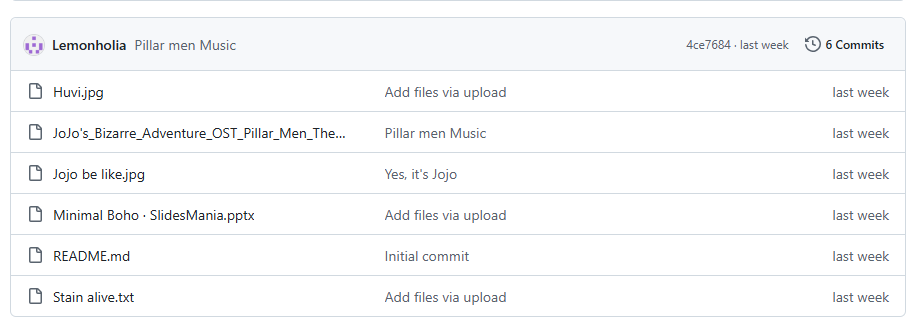 Lemonholia Pillar men Music 4ce7684 · last week 6 Commits
Huvi.jpg Add files via upload last week
JoJo's_Bizarre_Adventure_OST_Pillar_Men_The... Pillar men Music last week
Jojo be like.jpg Yes, it's Jojo last week
Minimal Boho · SlidesMania.pptx Add files via upload last week
README.md Initial commit last week
Stain alive.txt Add files via upload last week